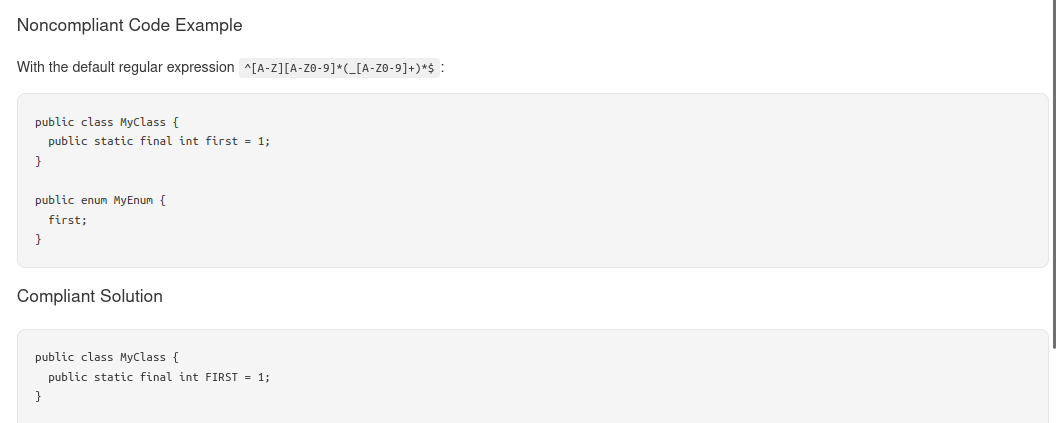 Noncompliant Code Example
With the default regular expression ^[A-Z][A-Z0-9]*(_[A-Z0-9]+)*$ :
public class MyClass {
  public static final int first = 1;
}
public enum MyEnum {
  first;
}
Compliant Solution
public class MyClass {
  public static final int FIRST = 1;
}